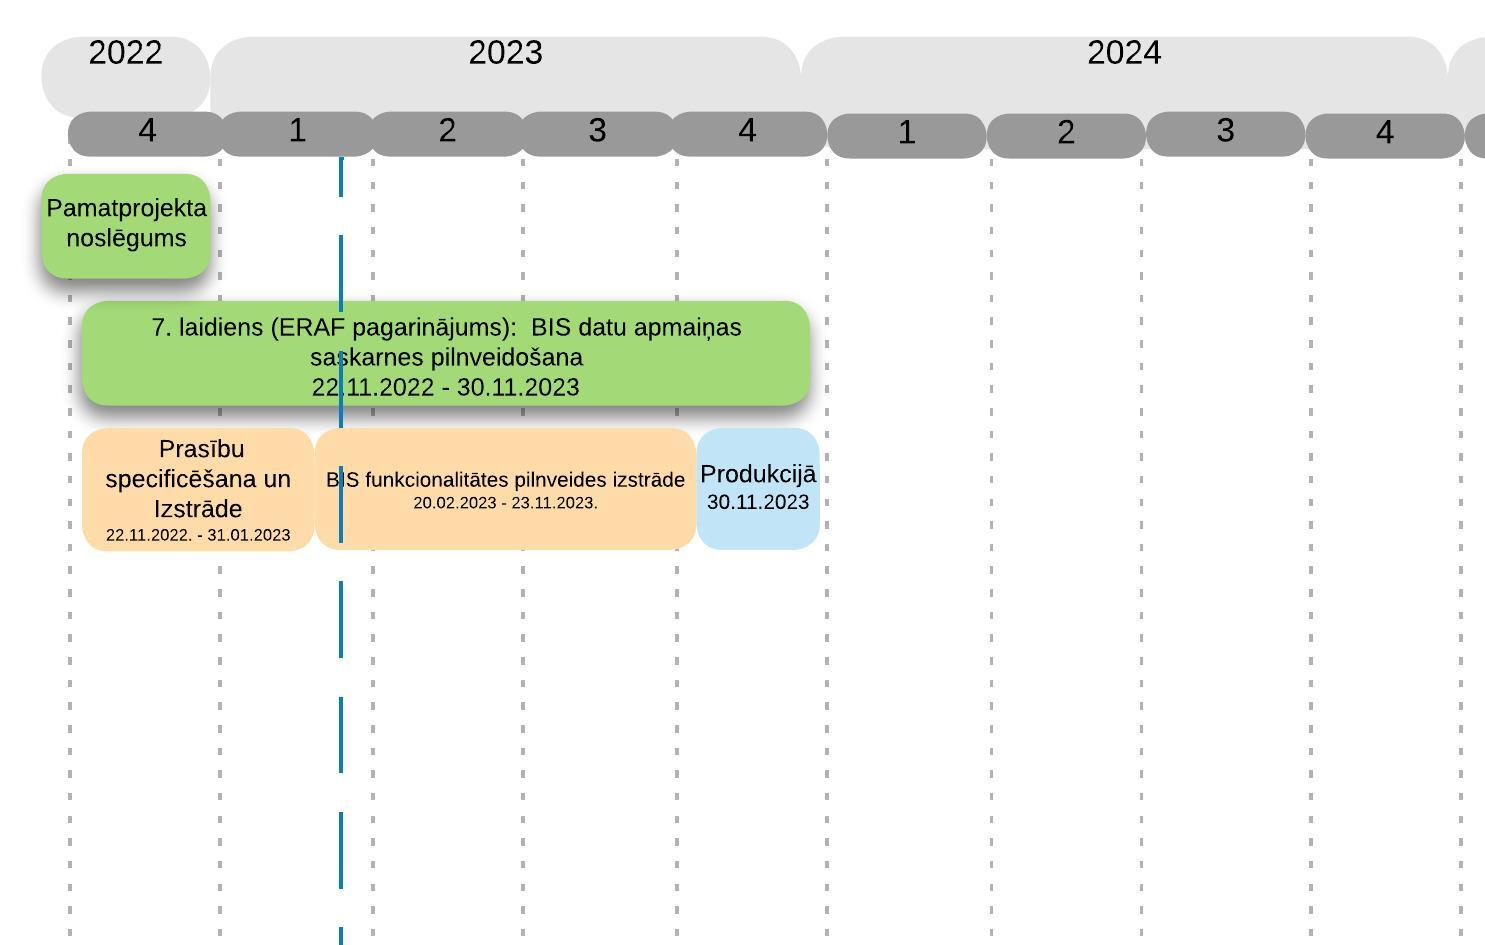 2022 2023 2024
4 1 2 3 4 1 2 3 4
Pamatprojekta
noslēgums
7. laidiens (ERAF pagarinājums):  BIS datu apmaiņas
saskarnes pilnveidošana
22.11.2022 - 30.11.2023
Prasību
specificēšana un
Izstrāde
22.11.2022. - 31.01.2023
BIS funkcionalitātes pilnveides izstrāde
20.02.2023 - 23.11.2023.
Produkcijā
30.11.2023